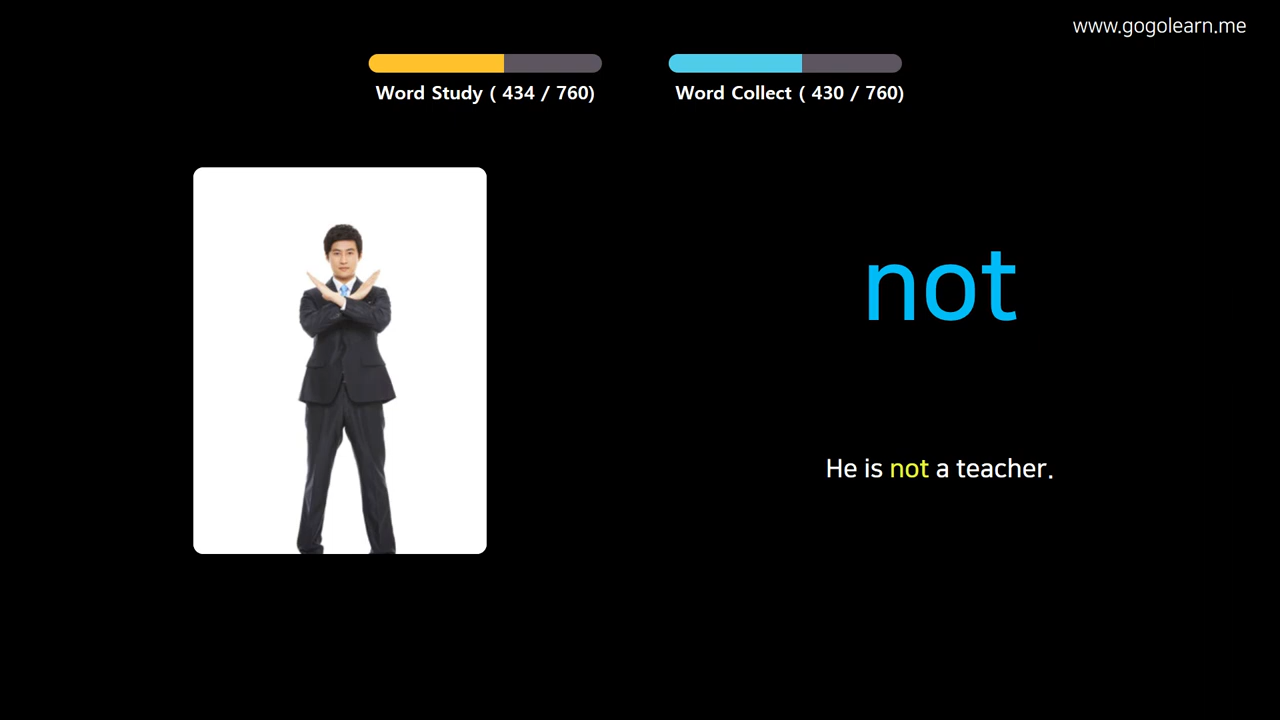 www.gogolearn.me
Word Study ( 434 / 760)
Word Collect ( 430 / 760)
not
He is not a teacher.